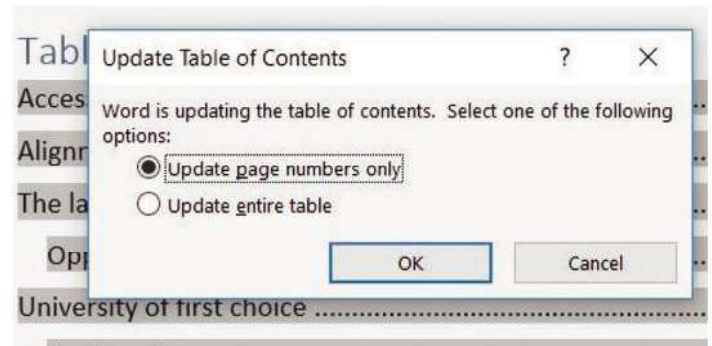 Tabl
Update Table of Contents ? X
Acces
Word is updating the table of contents. Select one of the following
options:
Alignr
Update page numbers only
The la
Update entire table
Opp
OK Cancel
University of first choice ..........................................................